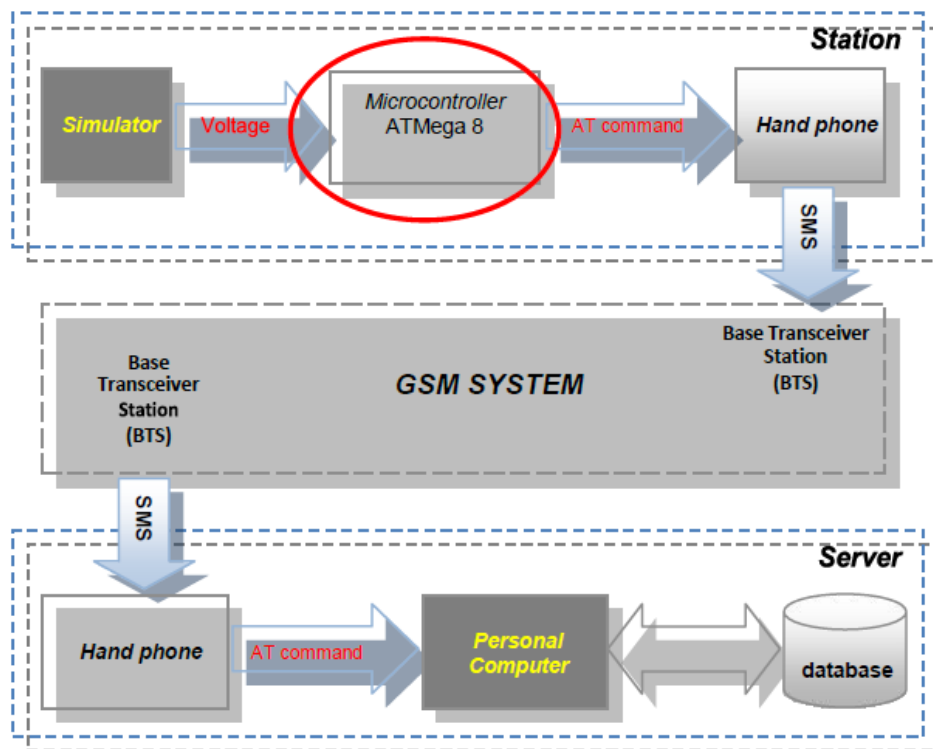 Station
Simulator
Voltage
Microcontroller
ATMega 8
AT command
Hand phone
SMS
Base Transceiver
Station
(BTS)
GSM SYSTEM
Base
Transceiver
Station
(BTS)
SMS
Server
Hand phone
AT command
Personal
Computer
database